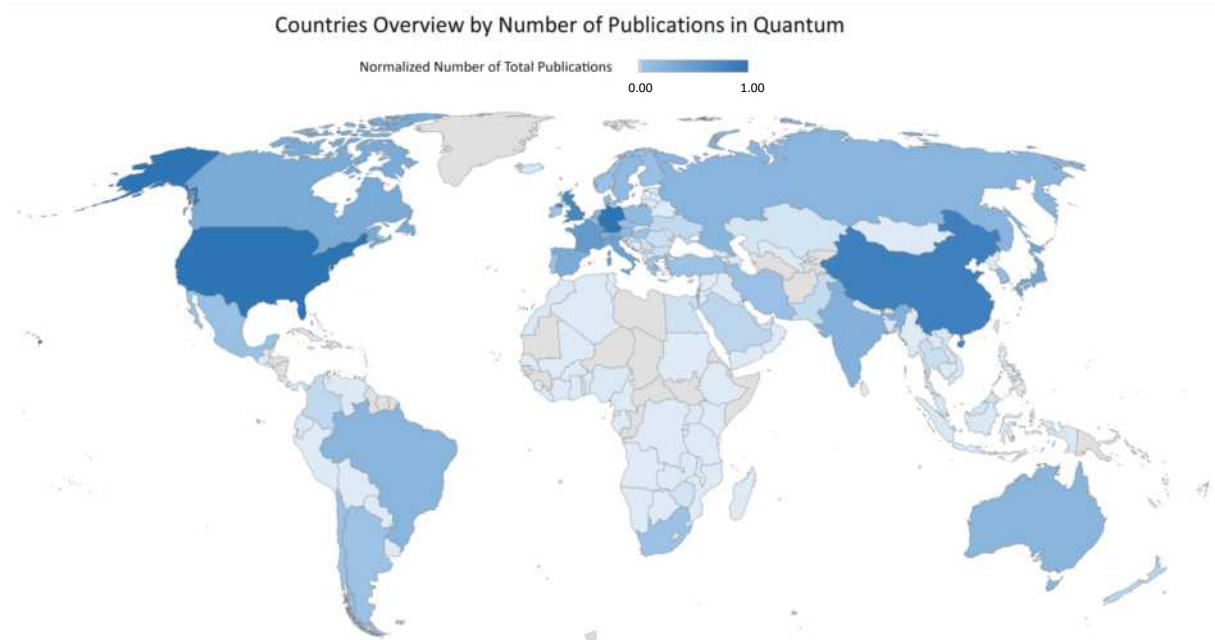 Countries Overview by Number of Publications in Quantum
Normalized Number of Total Publications
0.00 1.00